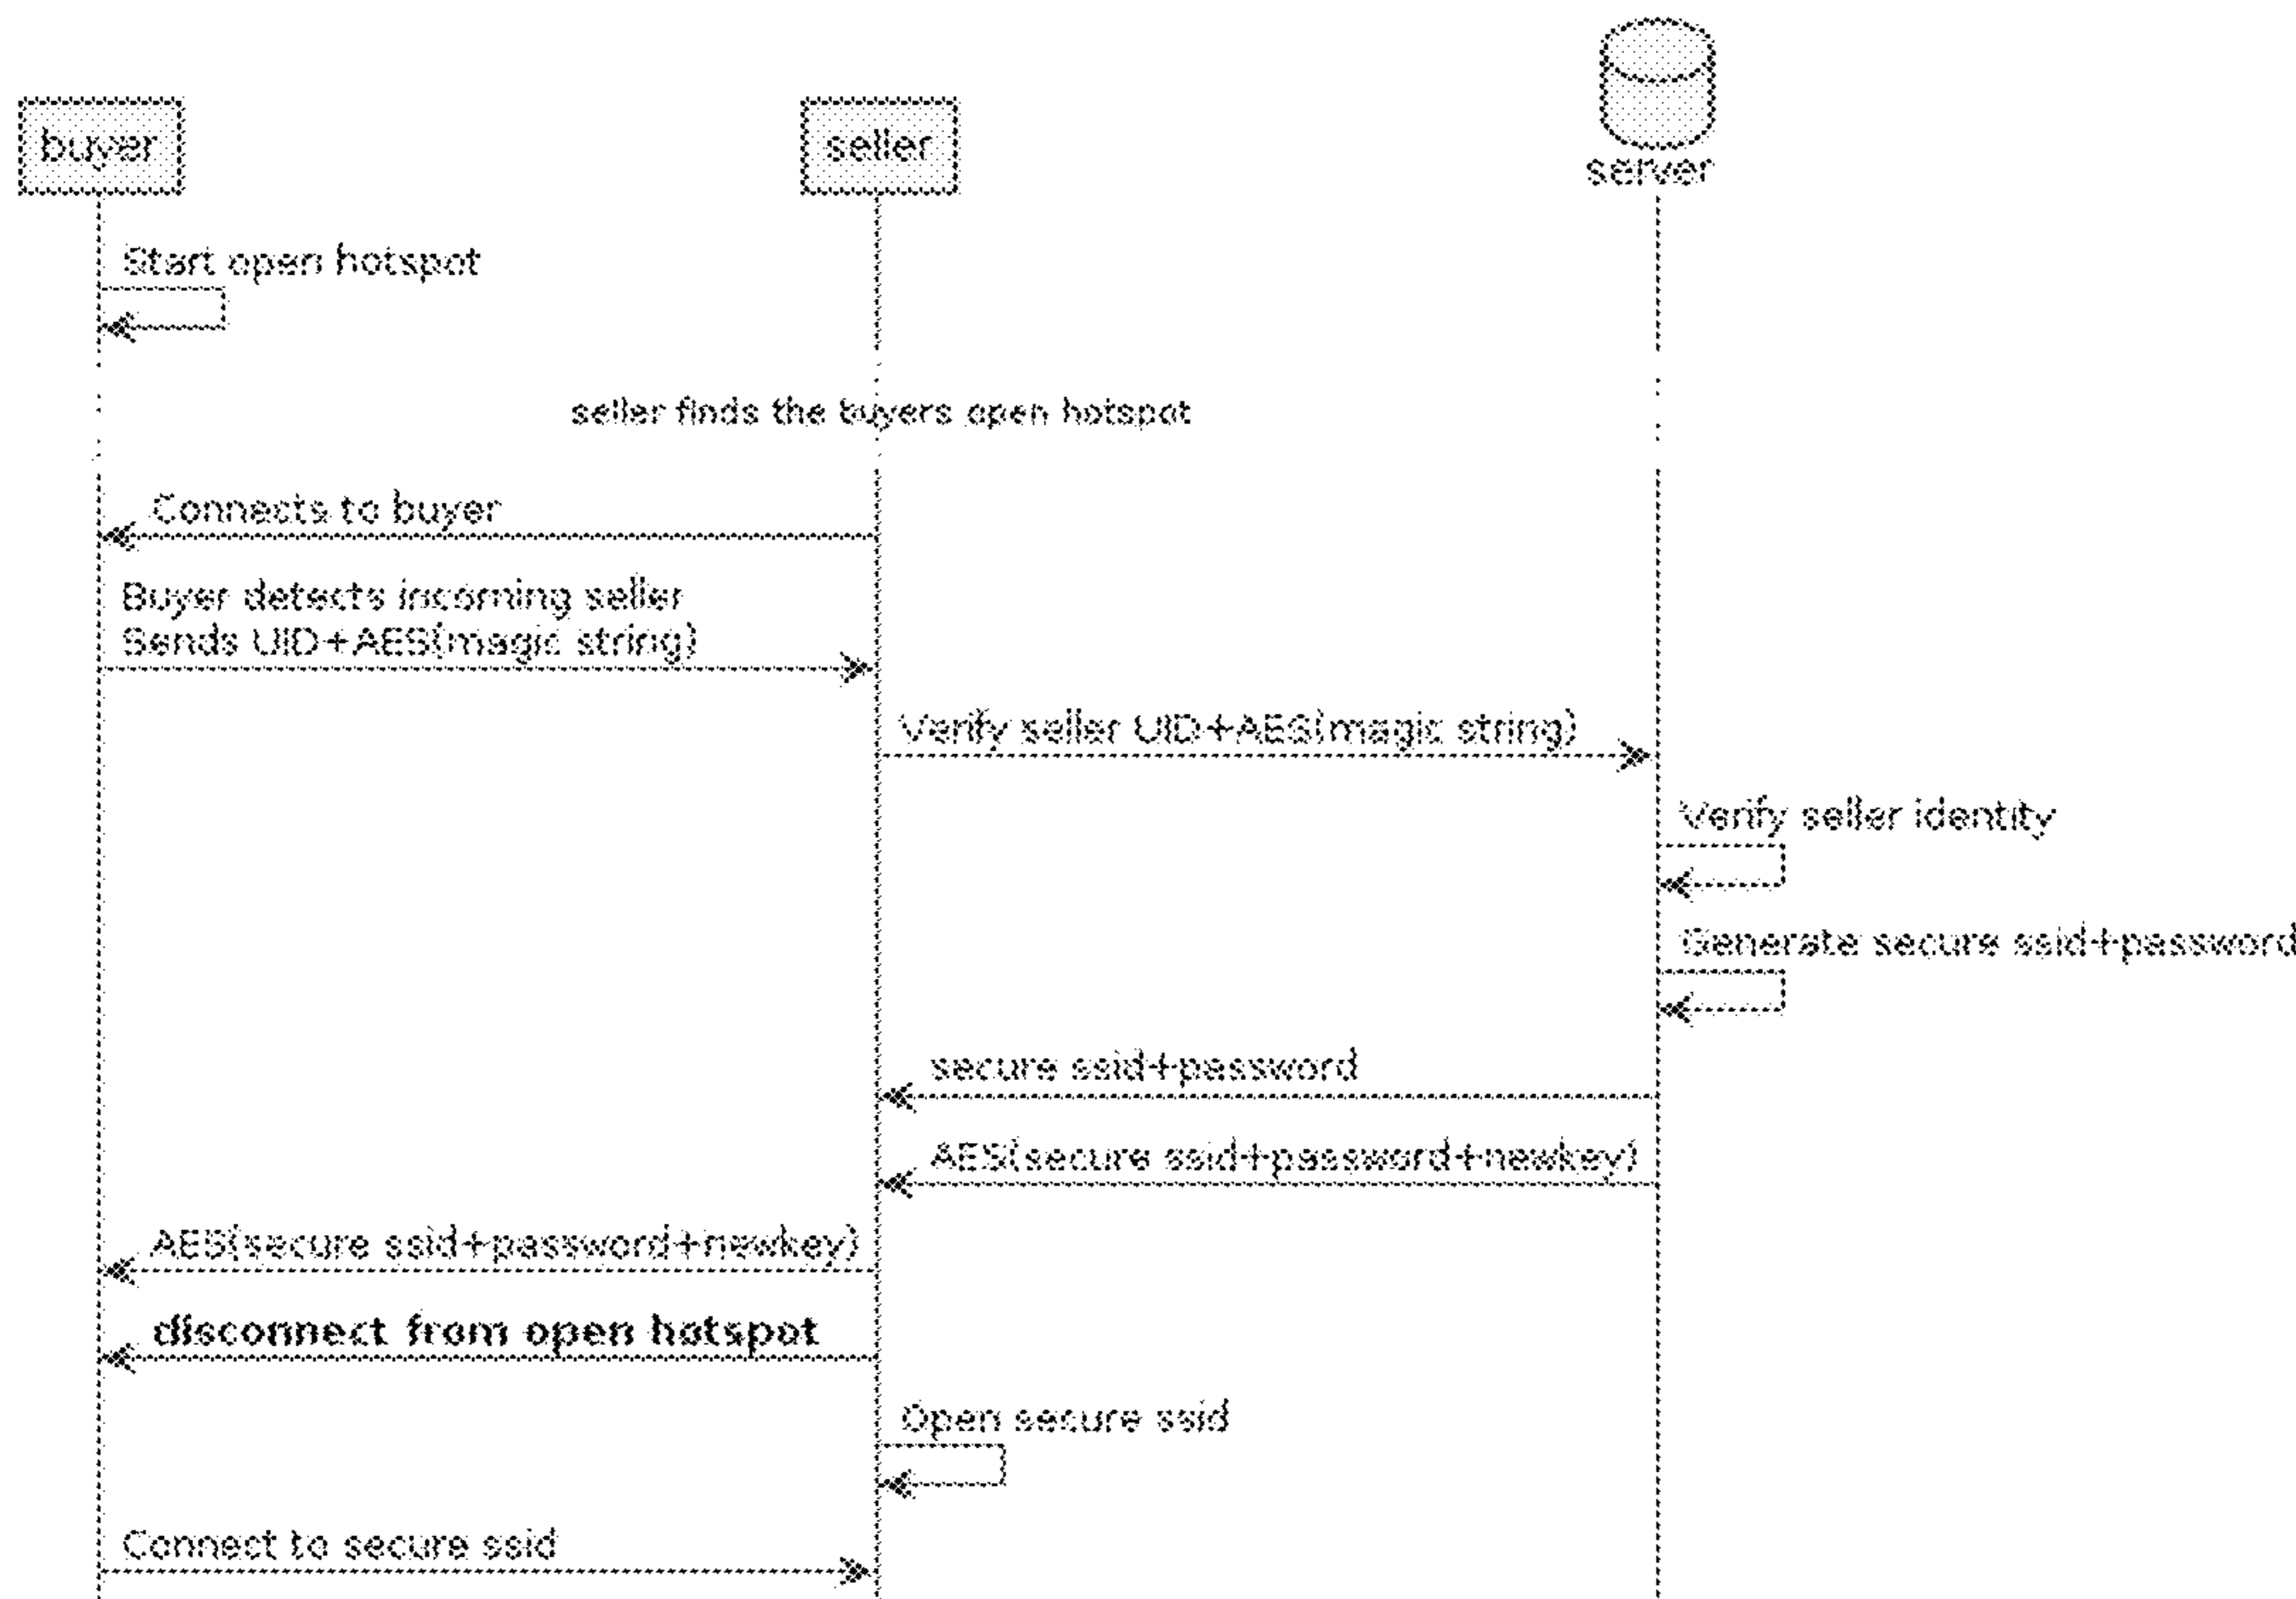 buyer
seller
server
Start open hotspot
seller finds the buyers open hotspot
Connects to buyer
Buyer detects incoming seller
Sends UID+AES(magic string)
Verify seller UID+AES(magic string)
Verify seller identity
Generate secure ssid+password
secure ssid+password
AES(secure ssid+password+newkey)
AES(secure ssid+password+newkey)
disconnect from open hotspot
Open secure ssid
Connect to secure ssid